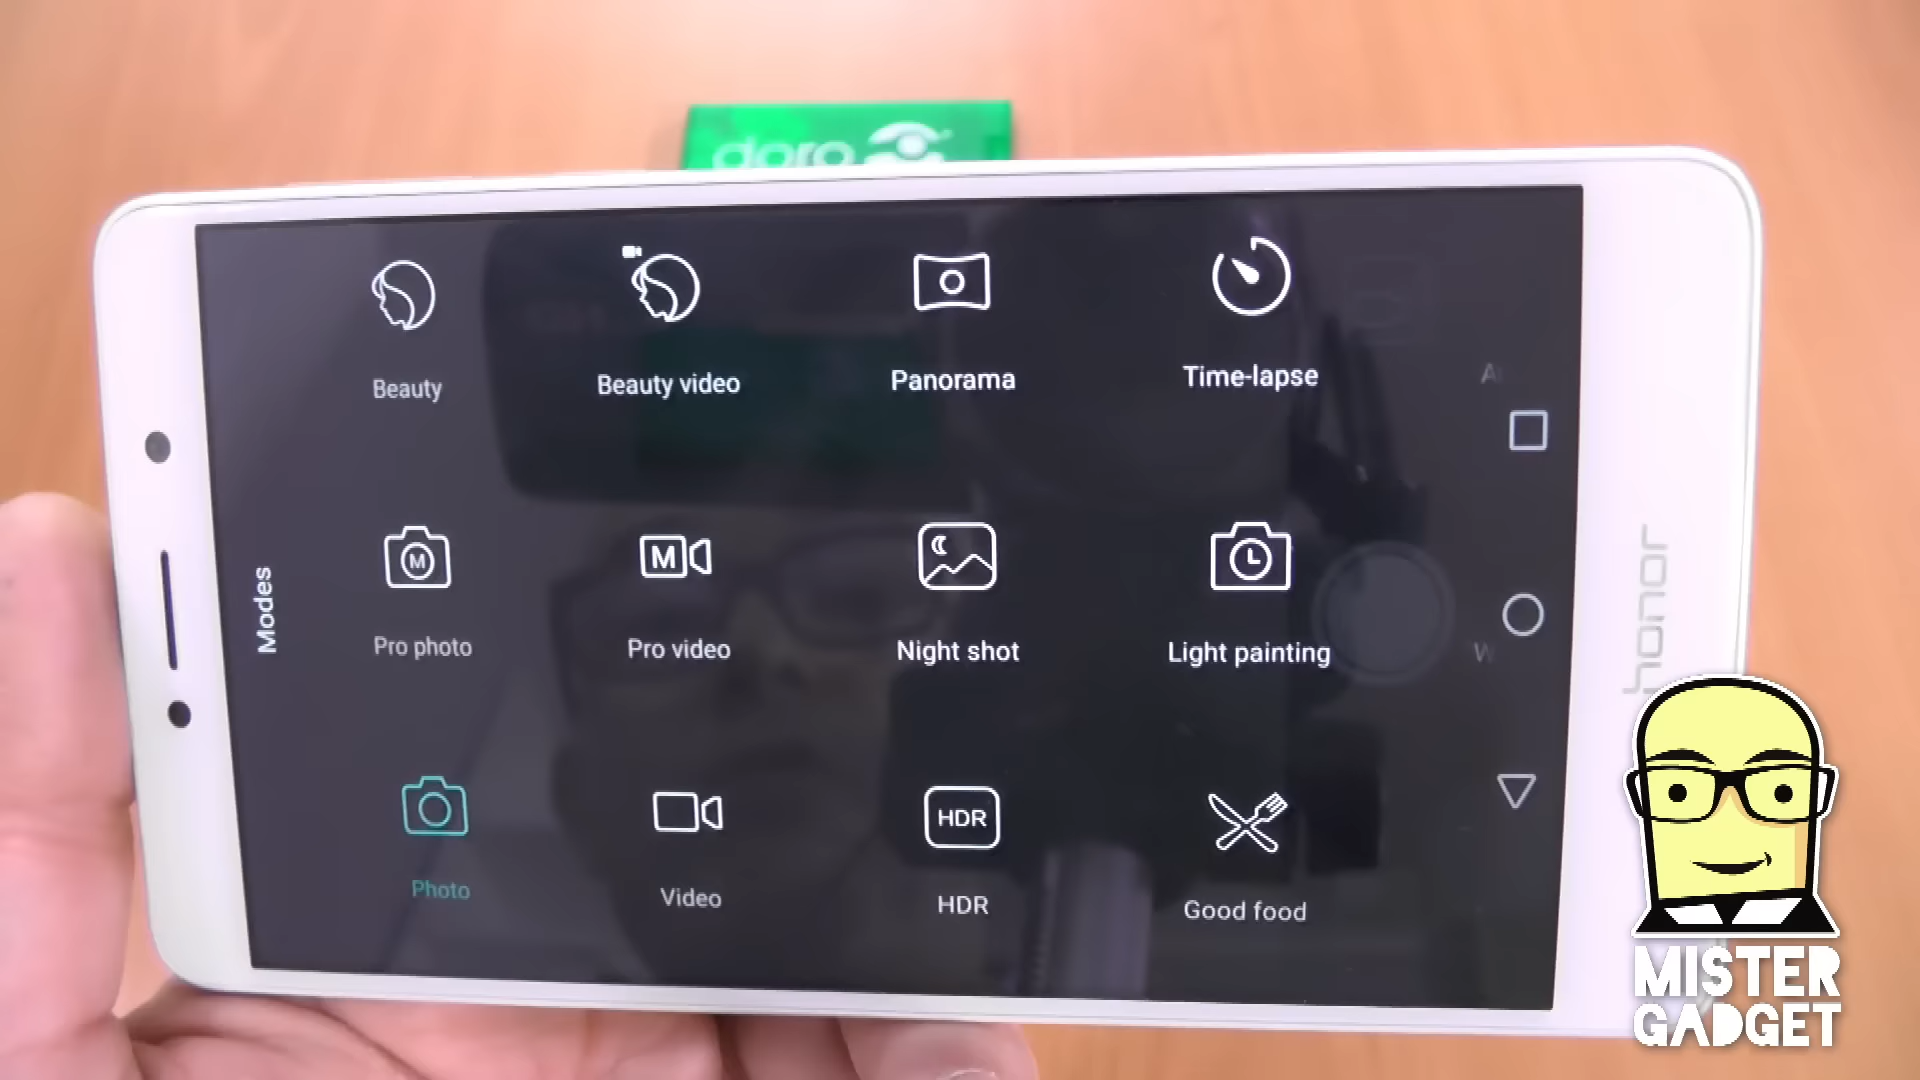 doro
Beauty
Beauty video
Panorama
Time-lapse
M
M
Modes
Pro photo
Pro video
Night shot
Light painting
HDR
Photo
Video
HDR
Good food
honor
MISTER
GADGET